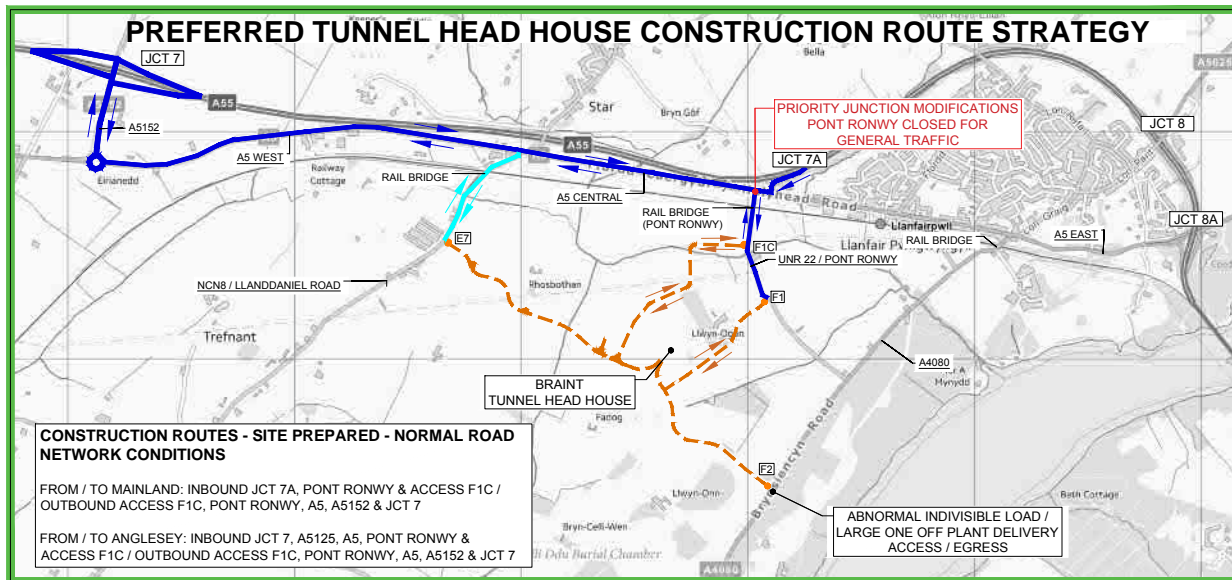 PREFERRED TUNNEL HEAD HOUSE CONSTRUCTION ROUTE STRATEGY
JCT 7
Bella
A5025
A55
Star
Bryn Gôf
PRIORITY JUNCTION MODIFICATIONS
PONT RONWY CLOSED FOR
GENERAL TRAFFIC
JCT 8
A5152
A5 WEST
A55
JCT 7A
Eirianedd
Railway
Cottage
RAIL BRIDGE
A5 CENTRAL
RAIL BRIDGE
(PONT RONWY)
Llanfairpwll
JCT 8A
A5 EAST
RAIL BRIDGE
E7
F1C
UNR 22 / PONT RONWY
NCN8 / LLANDDANIEL ROAD
Rhosbothan
F1
Trefnant
Llwyn-Onn
A4080
Mynydd
BRAINT
TUNNEL HEAD HOUSE
Fadog
Brynsiencyn Road
F2
Llwyn-Onn
Bath Cottage
Bryn-Celli-Wen
Ddu Burial Chamber
A4080
ABNORMAL INDIVISIBLE LOAD /
LARGE ONE OFF PLANT DELIVERY
ACCESS / EGRESS
CONSTRUCTION ROUTES - SITE PREPARED - NORMAL ROAD
NETWORK CONDITIONS
FROM / TO MAINLAND: INBOUND JCT 7A, PONT RONWY & ACCESS F1C /
OUTBOUND ACCESS F1C, PONT RONWY, A5, A5152 & JCT 7
FROM / TO ANGLESEY: INBOUND JCT 7, A5125, A5, PONT RONWY &
ACCESS F1C / OUTBOUND ACCESS F1C, PONT RONWY, A5, A5152 & JCT 7